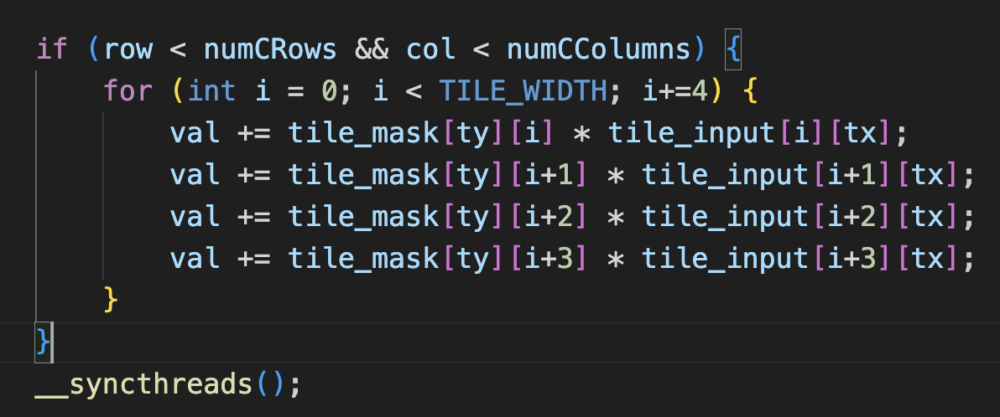 if (row < numCRows && col < numCColumns) {
    for (int i = 0; i < TILE_WIDTH; i+=4) {
        val += tile_mask[ty][i] * tile_input[i][tx];
        val += tile_mask[ty][i+1] * tile_input[i+1][tx];
        val += tile_mask[ty][i+2] * tile_input[i+2][tx];
        val += tile_mask[ty][i+3] * tile_input[i+3][tx];
    }
}
__syncthreads();